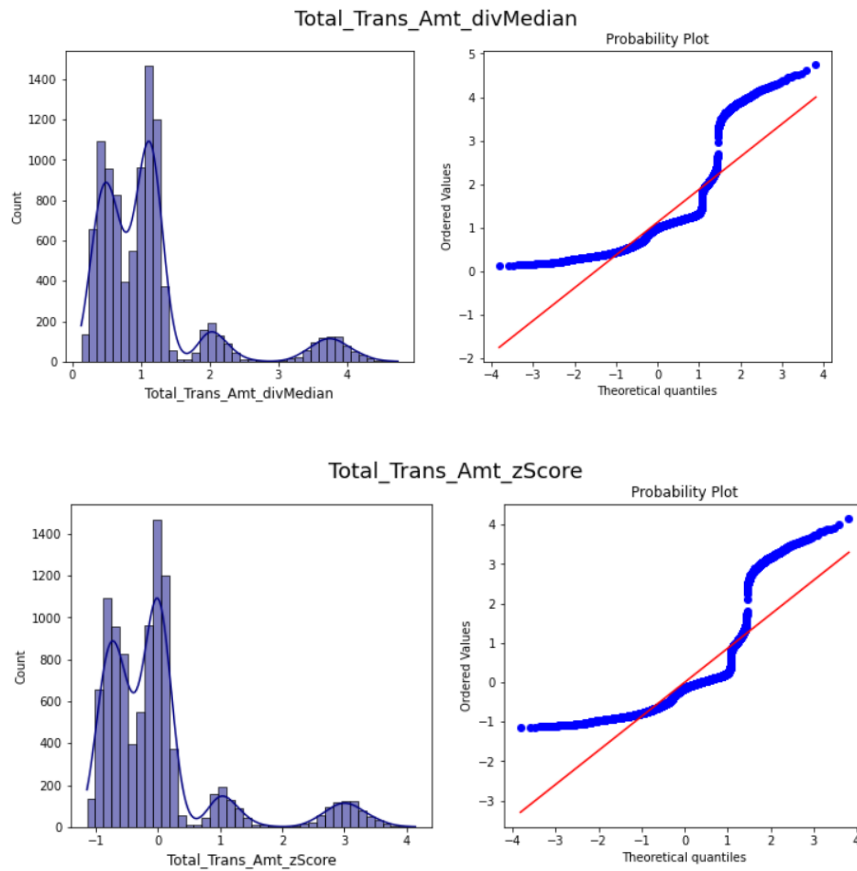 Total_Trans_Amt_divMedian
Probability Plot
1400
1200
1000
800
600
400
200
0
Count
0 1 2 3 4
Total_Trans_Amt_divMedian
5
4
3
2
1
0
−1
−2
Ordered Values
−4 −3 −2 −1 0 1 2 3 4
Theoretical quantiles
Total_Trans_Amt_zScore
Probability Plot
1400
1200
1000
800
600
400
200
0
Count
−1 0 1 2 3 4
Total_Trans_Amt_zScore
4
3
2
1
0
−1
−2
−3
Ordered Values
−4 −3 −2 −1 0 1 2 3 4
Theoretical quantiles